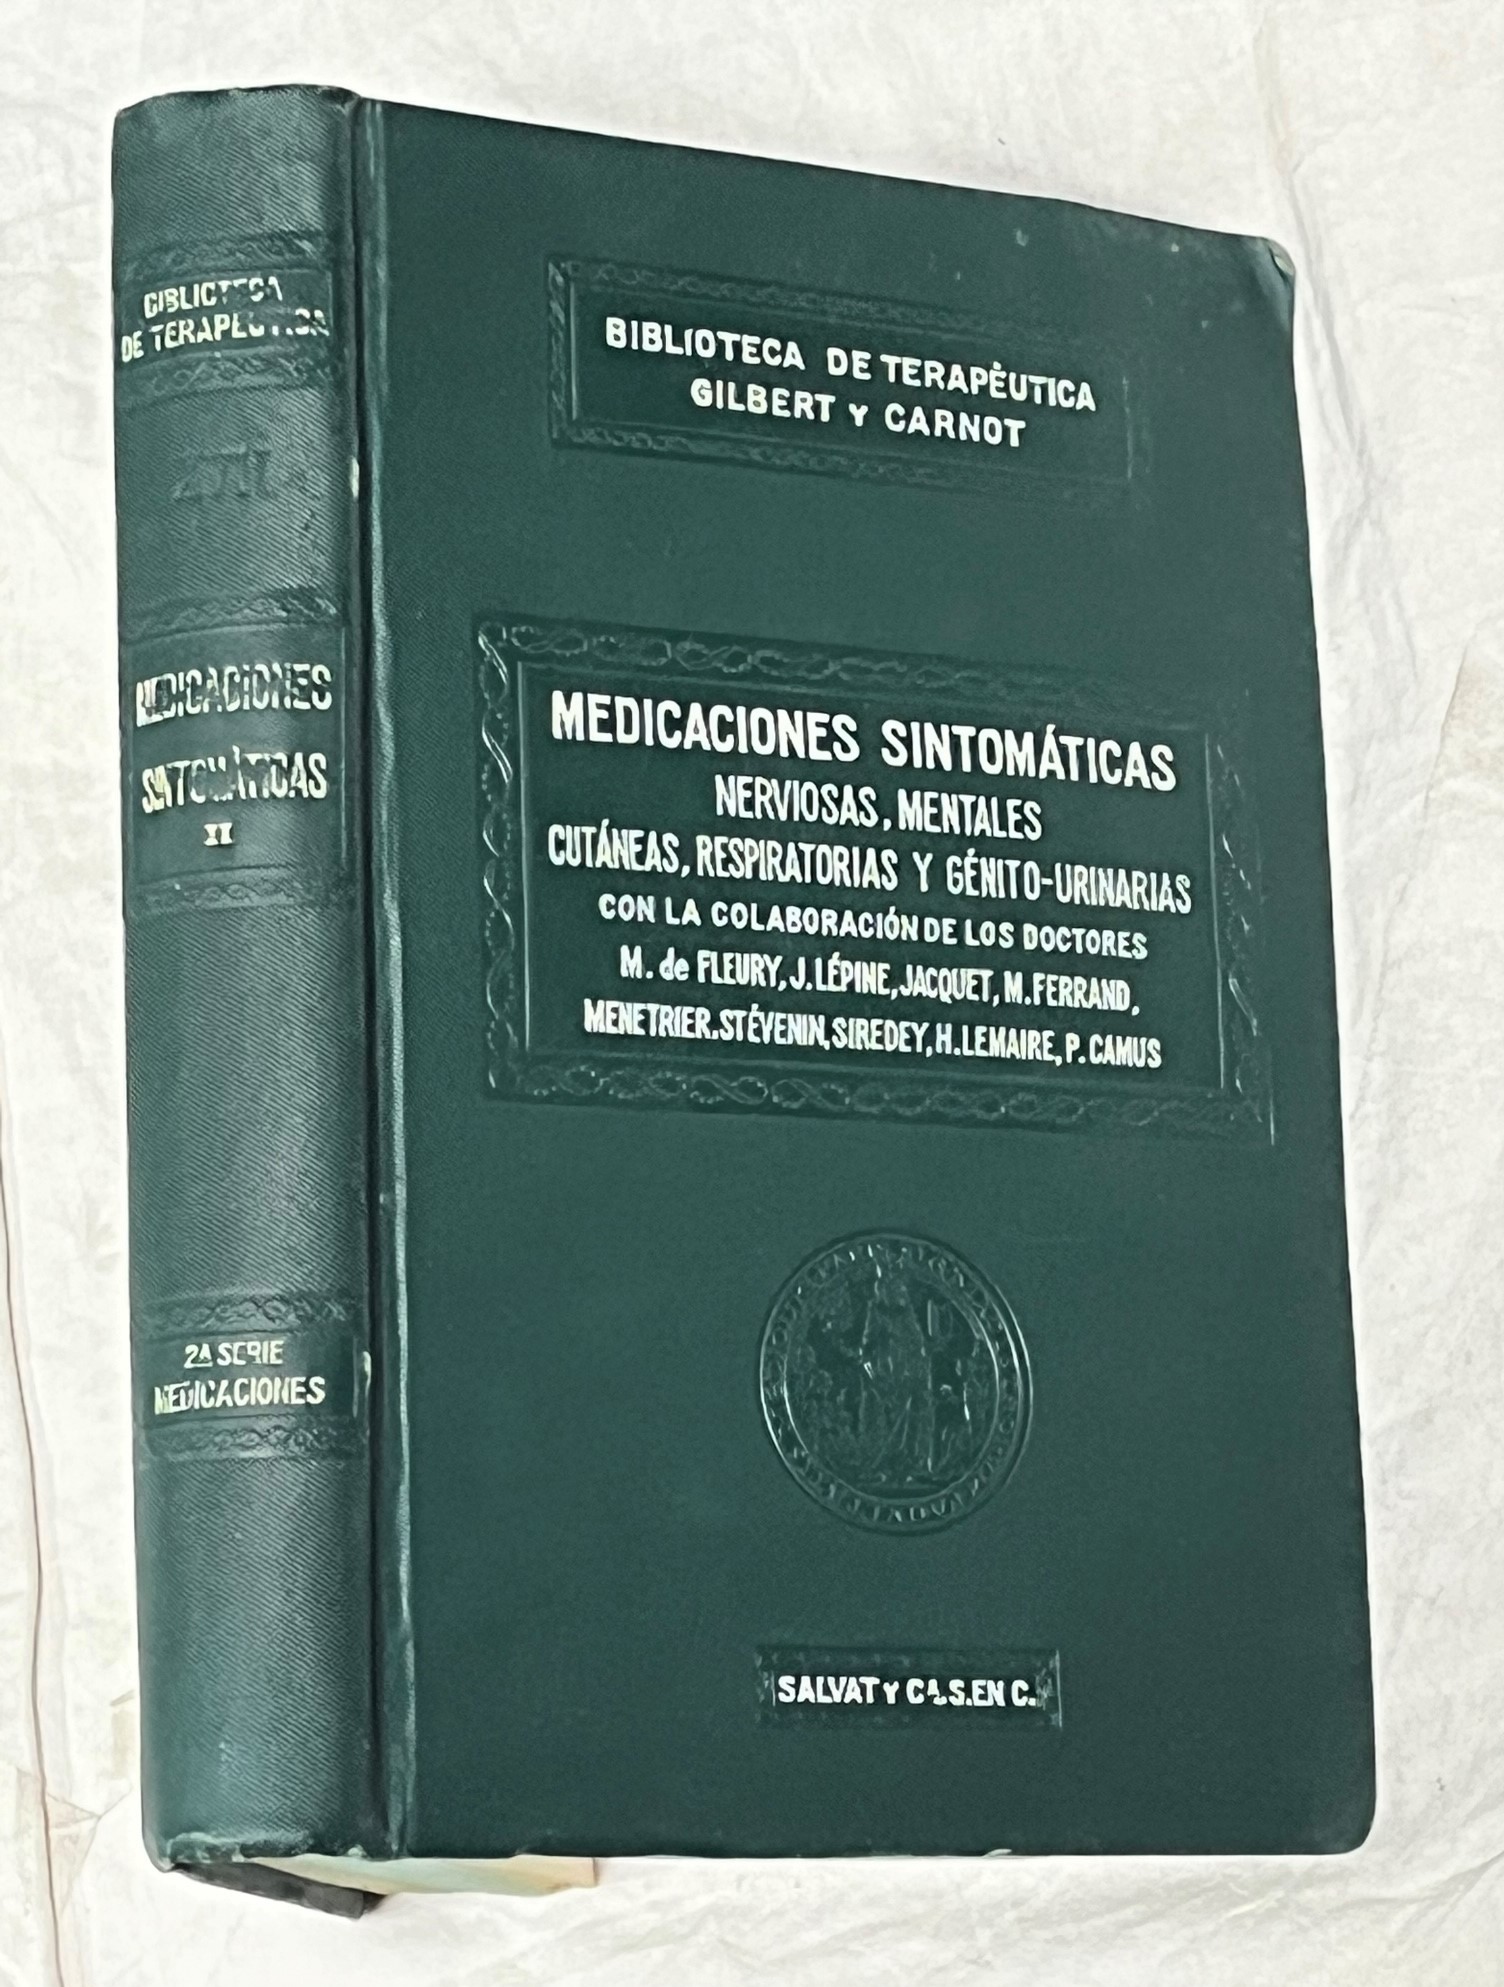 BIBLIOTECA
DE TERAPEUTICA
MEDICACIONES
SINTOMÁTICAS
II
2A SERIE
MEDICACIONES
BIBLIOTECA DE TERAPÉUTICA
GILBERT Y CARNOT
MEDICACIONES SINTOMÁTICAS
NERVIOSAS, MENTALES
CUTÁNEAS, RESPIRATORIAS Y GÉNITO-URINARIAS
CON LA COLABORACIÓN DE LOS DOCTORES
M. de FLEURY, J. LÉPINE, JACQUET, M. FERRAND,
MENETRIER, STÉVENIN, SIREDEY, H. LEMAIRE, P. CAMUS
SALVAT Y CA. S. EN C.